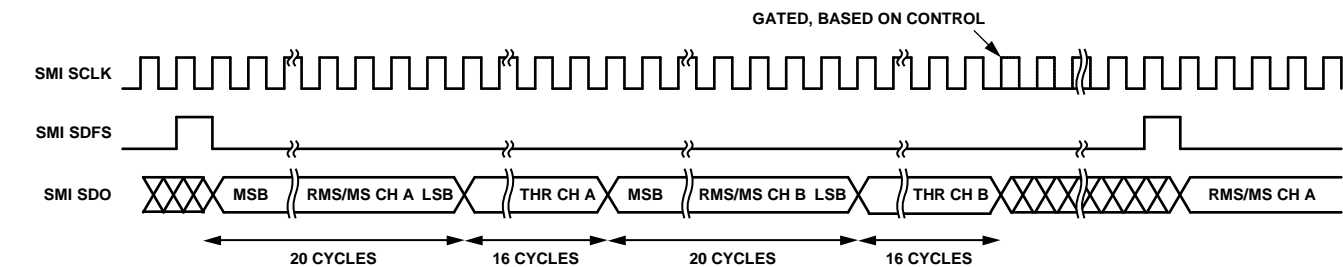 GATED, BASED ON CONTROL
SMI SCLK
SMI SDFS
SMI SDO
MSB RMS/MS CH A LSB THR CH A MSB RMS/MS CH B LSB THR CH B RMS/MS CH A
20 CYCLES 16 CYCLES 20 CYCLES 16 CYCLES